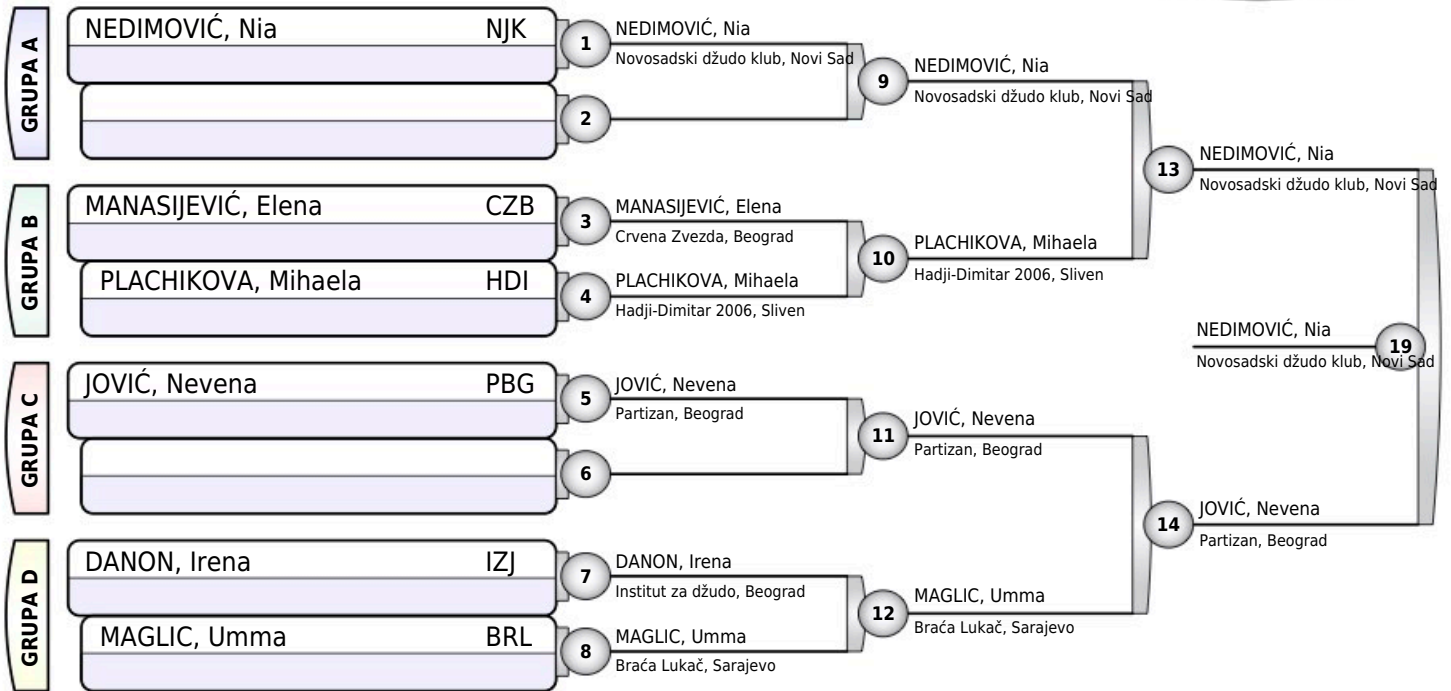 GRUPA A
NEDIMOVIĆ, Nia NJK
1
NEDIMOVIĆ, Nia
Novosadski džudo klub, Novi Sad
2
9
NEDIMOVIĆ, Nia
Novosadski džudo klub, Novi Sad
13
NEDIMOVIĆ, Nia
Novosadski džudo klub, Novi Sad
GRUPA B
MANASIJEVIĆ, Elena CZB
3
MANASIJEVIĆ, Elena
Crvena Zvezda, Beograd
PLACHIKOVA, Mihaela HDI
4
PLACHIKOVA, Mihaela
Hadji-Dimitar 2006, Sliven
10
PLACHIKOVA, Mihaela
Hadji-Dimitar 2006, Sliven
NEDIMOVIĆ, Nia
Novosadski džudo klub, Novi Sad
19
GRUPA C
JOVIĆ, Nevena PBG
5
JOVIĆ, Nevena
Partizan, Beograd
6
11
JOVIĆ, Nevena
Partizan, Beograd
14
JOVIĆ, Nevena
Partizan, Beograd
GRUPA D
DANON, Irena IZJ
7
DANON, Irena
Institut za džudo, Beograd
MAGLIC, Umma BRL
8
MAGLIC, Umma
Braća Lukač, Sarajevo
12
MAGLIC, Umma
Braća Lukač, Sarajevo